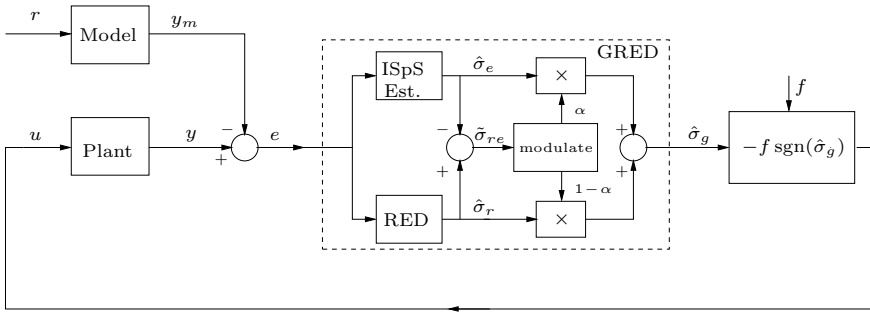 r
Model
y_m
GRED
ISpS
Est.
σ̂_e
×
f
α
−
+
u
Plant
y
−
+
e
−
+
σ̃_re
modulate
+
+
σ̂_g
−f sgn(σ̂_g)
1−α
RED
σ̂_r
×